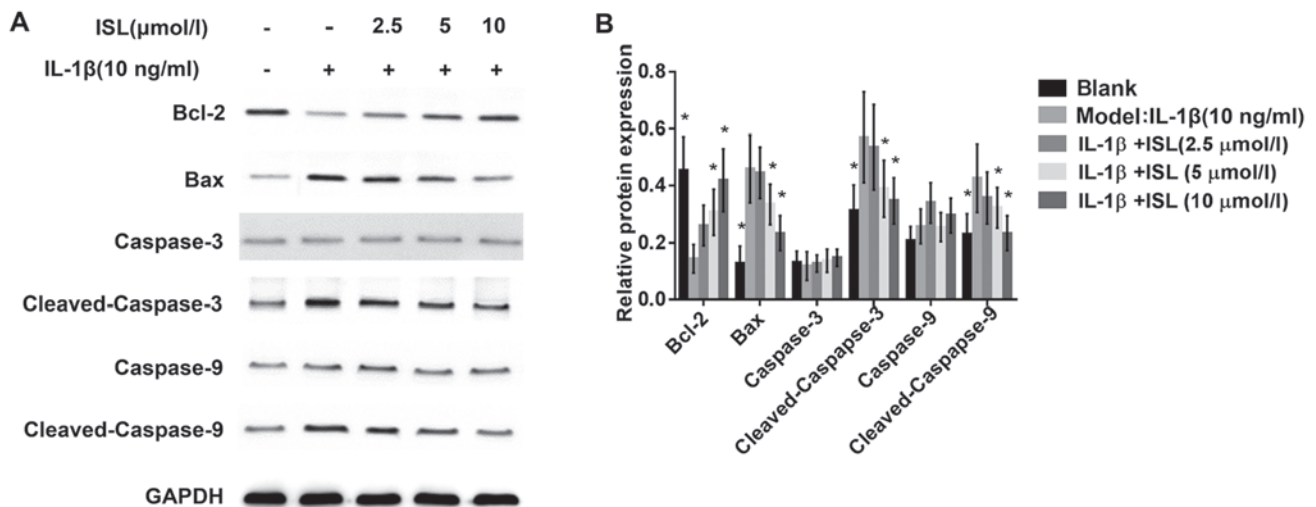 A
ISL(μmol/l) - - 2.5 5 10
IL-1β(10 ng/ml) - + + + +
Bcl-2
Bax
Caspase-3
Cleaved-Caspase-3
Caspase-9
Cleaved-Caspase-9
GAPDH
B
Relative protein expression
0.8
0.6
0.4
0.2
0.0
* * * * * * * * * * * *
Bcl-2
Bax
Caspase-3
Cleaved-Caspapse-3
Caspase-9
Cleaved-Caspapse-9
Blank
Model:IL-1β(10 ng/ml)
IL-1β +ISL(2.5 μmol/l)
IL-1β +ISL (5 μmol/l)
IL-1β +ISL (10 μmol/l)